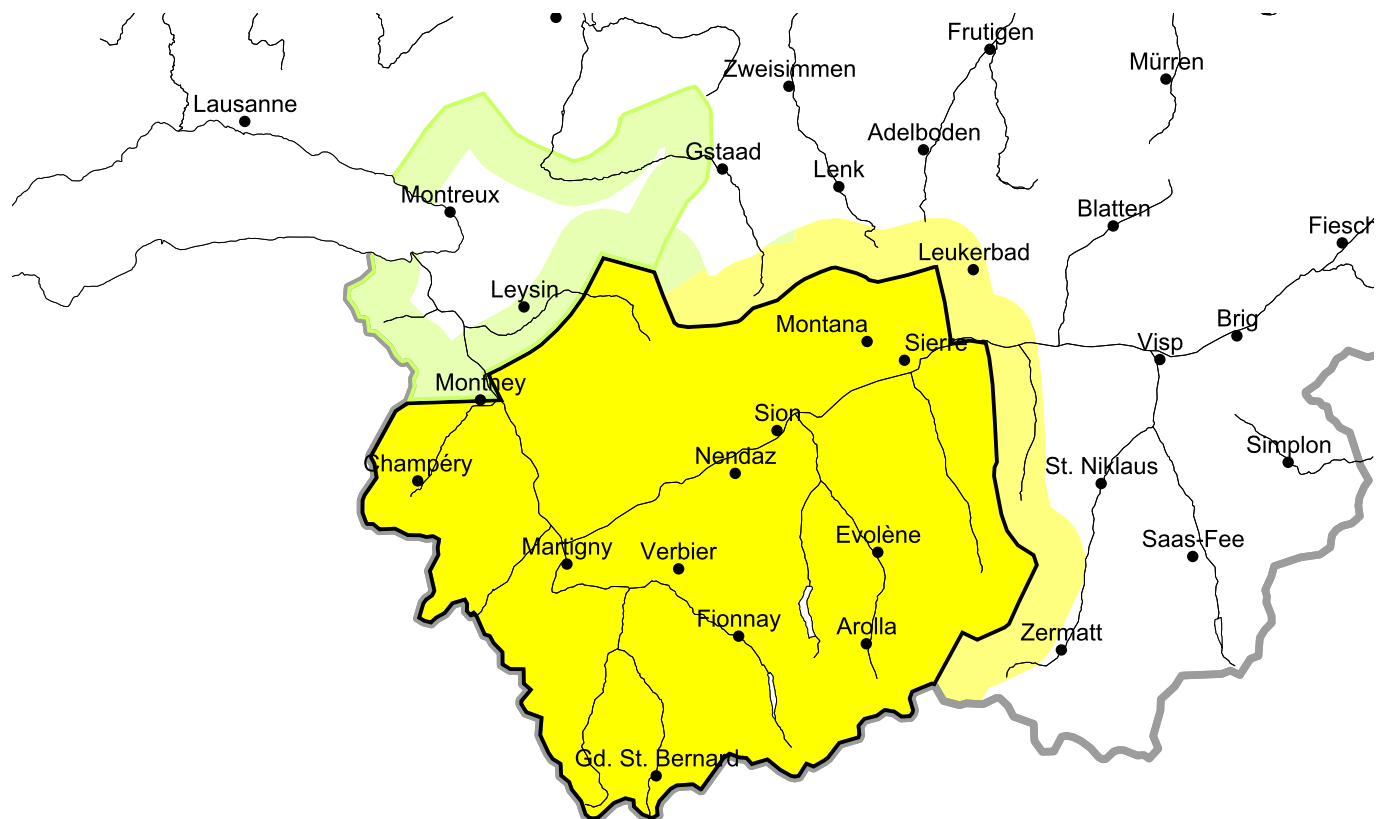 Frutigen
Mürren
Zweisimmen
Lausanne
Adelboden
Gstaad
Lenk
Montreux
Blatten
Fiesch
Leukerbad
Leysin
Montana
Brig
Sierre
Visp
Monthey
Sion
Nendaz
Simplon
Champéry
St. Niklaus
Evolène
Saas-Fee
Martigny
Verbier
Fionnay
Arolla
Zermatt
Gd. St. Bernard